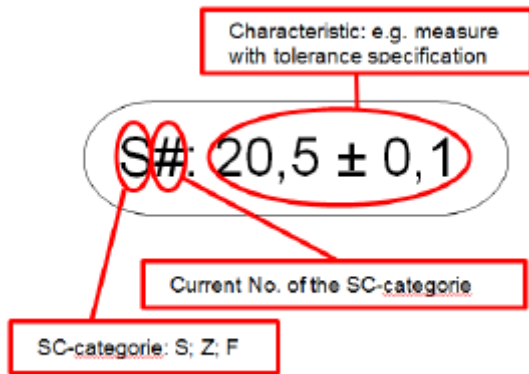 Characteristic: e.g. measure
with tolerance specification
S#: 20,5 ± 0,1
Current No. of the SC-categorie
SC-categorie: S; Z; F